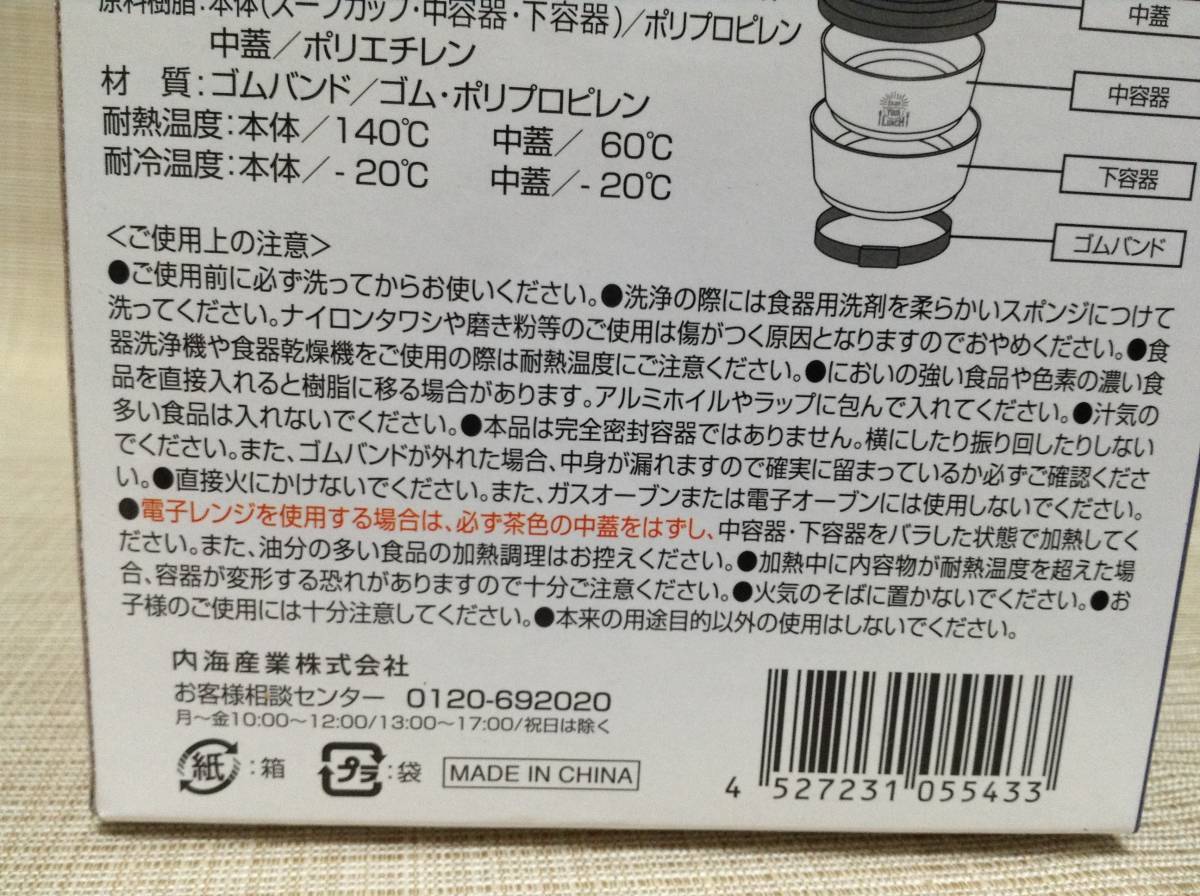 原料樹脂:本体(スープカップ・中容器・下容器)/ポリプロピレン
中蓋/ポリエチレン
材 質:ゴムバンド/ゴム・ポリプロピレン
耐熱温度:本体/140℃ 中蓋/ 60℃
耐冷温度:本体/-20℃ 中蓋/-20℃
中蓋
中容器
下容器
ゴムバンド
<ご使用上の注意>
●ご使用前に必ず洗ってからお使いください。●洗浄の際には食器用洗剤を柔らかいスポンジにつけて
洗ってください。ナイロンタワシや磨き粉等のご使用は傷がつく原因となりますのでおやめください。●食
器洗浄機や食器乾燥機をご使用の際は耐熱温度にご注意ください。●においの強い食品や色素の濃い食
品を直接入れると樹脂に移る場合があります。アルミホイルやラップに包んで入れてください。●汁気の
多い食品は入れないでください。●本品は完全密封容器ではありません。横にしたり振り回したりしない
でください。また、ゴムバンドが外れた場合、中身が漏れますので確実に留まっているか必ずご確認くださ
い。●直接火にかけないでください。また、ガスオーブンまたは電子オーブンには使用しないでください。
●電子レンジを使用する場合は、必ず茶色の中蓋をはずし、中容器・下容器をバラした状態で加熱してく
ださい。また、油分の多い食品の加熱調理はお控えください。●加熱中に内容物が耐熱温度を超えた場
合、容器が変形する恐れがありますので十分ご注意ください。●火気のそばに置かないでください。●お
子様のご使用には十分注意してください。●本来の用途目的以外の使用はしないでください。
内海産業株式会社
お客様相談センター 0120-692020
月〜金10:00〜12:00/13:00〜17:00/祝日は除く
紙:箱 プラ:袋 MADE IN CHINA
4 527231 055433